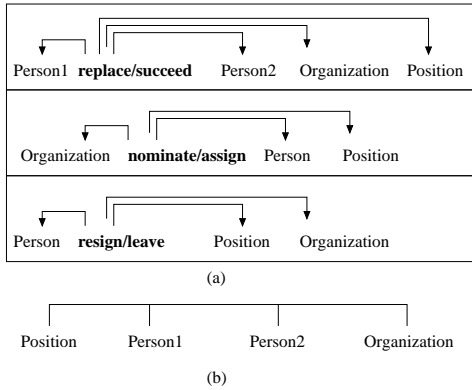 Person1 replace/succeed Person2 Organization Position
Organization nominate/assign Person Position
Person resign/leave Position Organization
(a)
Position Person1 Person2 Organization
(b)